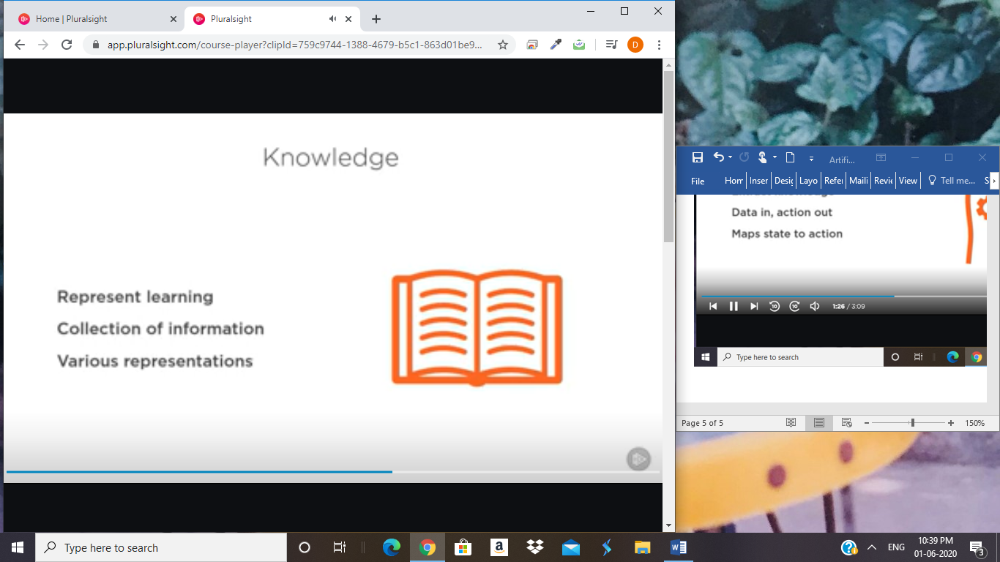 Home | Pluralsight
Pluralsight
app.pluralsight.com/course-player?clipId=759c9744-1388-4679-b5c1-863d01be9...
D
Knowledge
Represent learning
Collection of information
Various representations
Artifi...
File
Hom
Inser
Desig
Layo
Refer
Maili
Revie
View
Tell me...
S
Data in, action out
Maps state to action
10
10
1:26 / 3:09
Type here to search
Page 5 of 5
150%
Type here to search
ENG
10:39 PM
01-06-2020
3